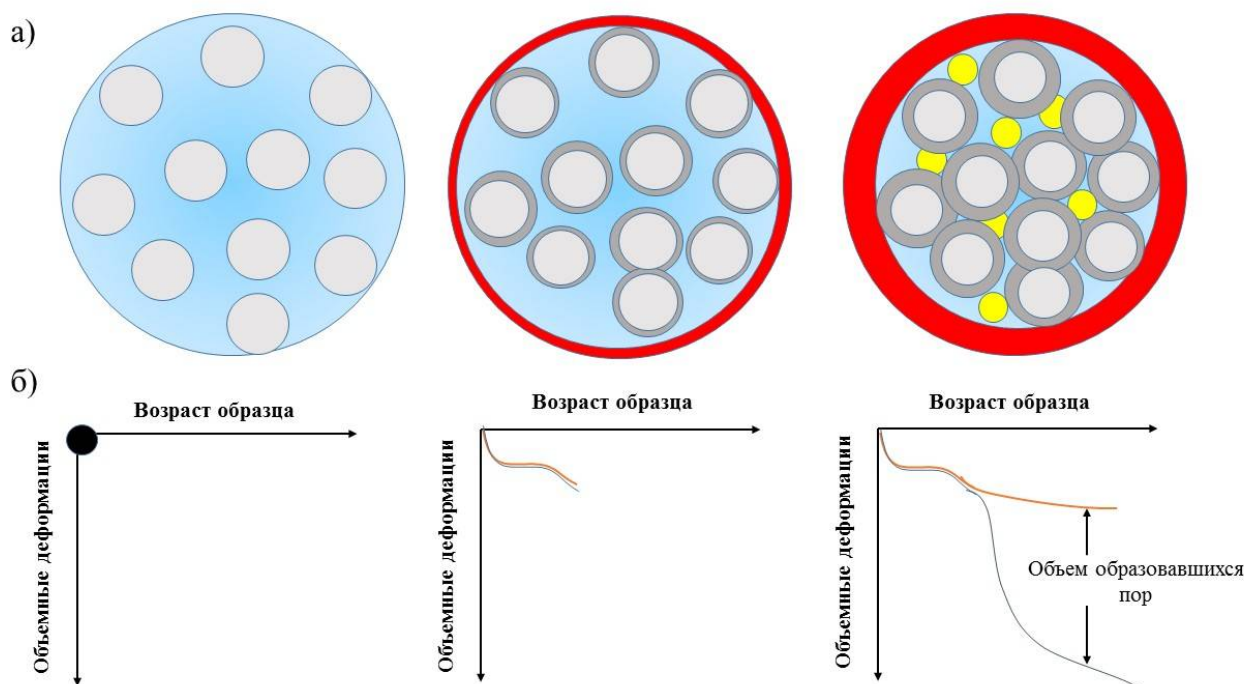 а)
б)
Возраст образца
Объемные деформации
Возраст образца
Объемные деформации
Возраст образца
Объемные деформации
Объем образовавшихся
пор